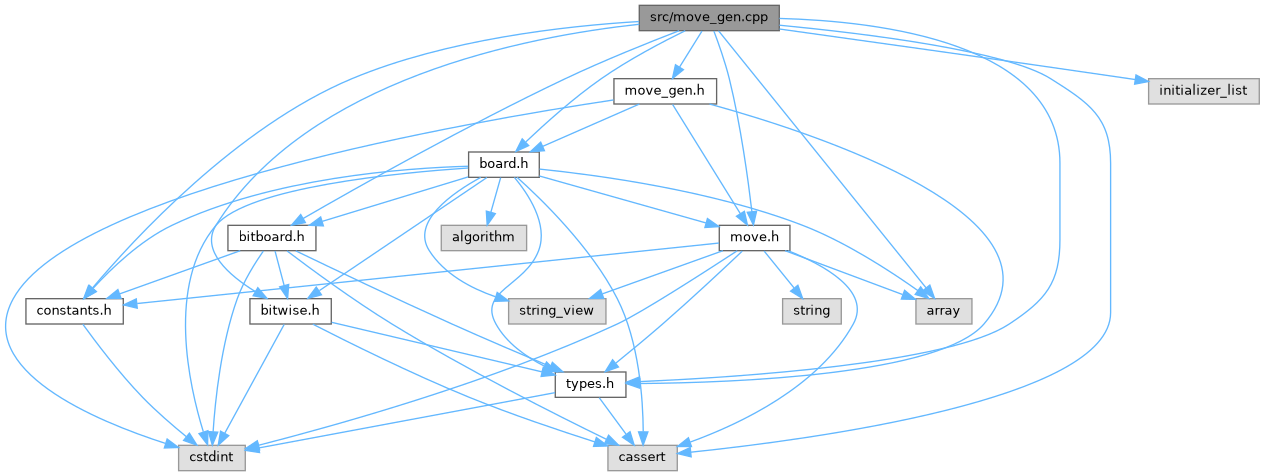 src/move_gen.cpp
move_gen.h
initializer_list
board.h
bitboard.h
algorithm
move.h
constants.h
bitwise.h
string_view
string
array
types.h
cstdint
cassert